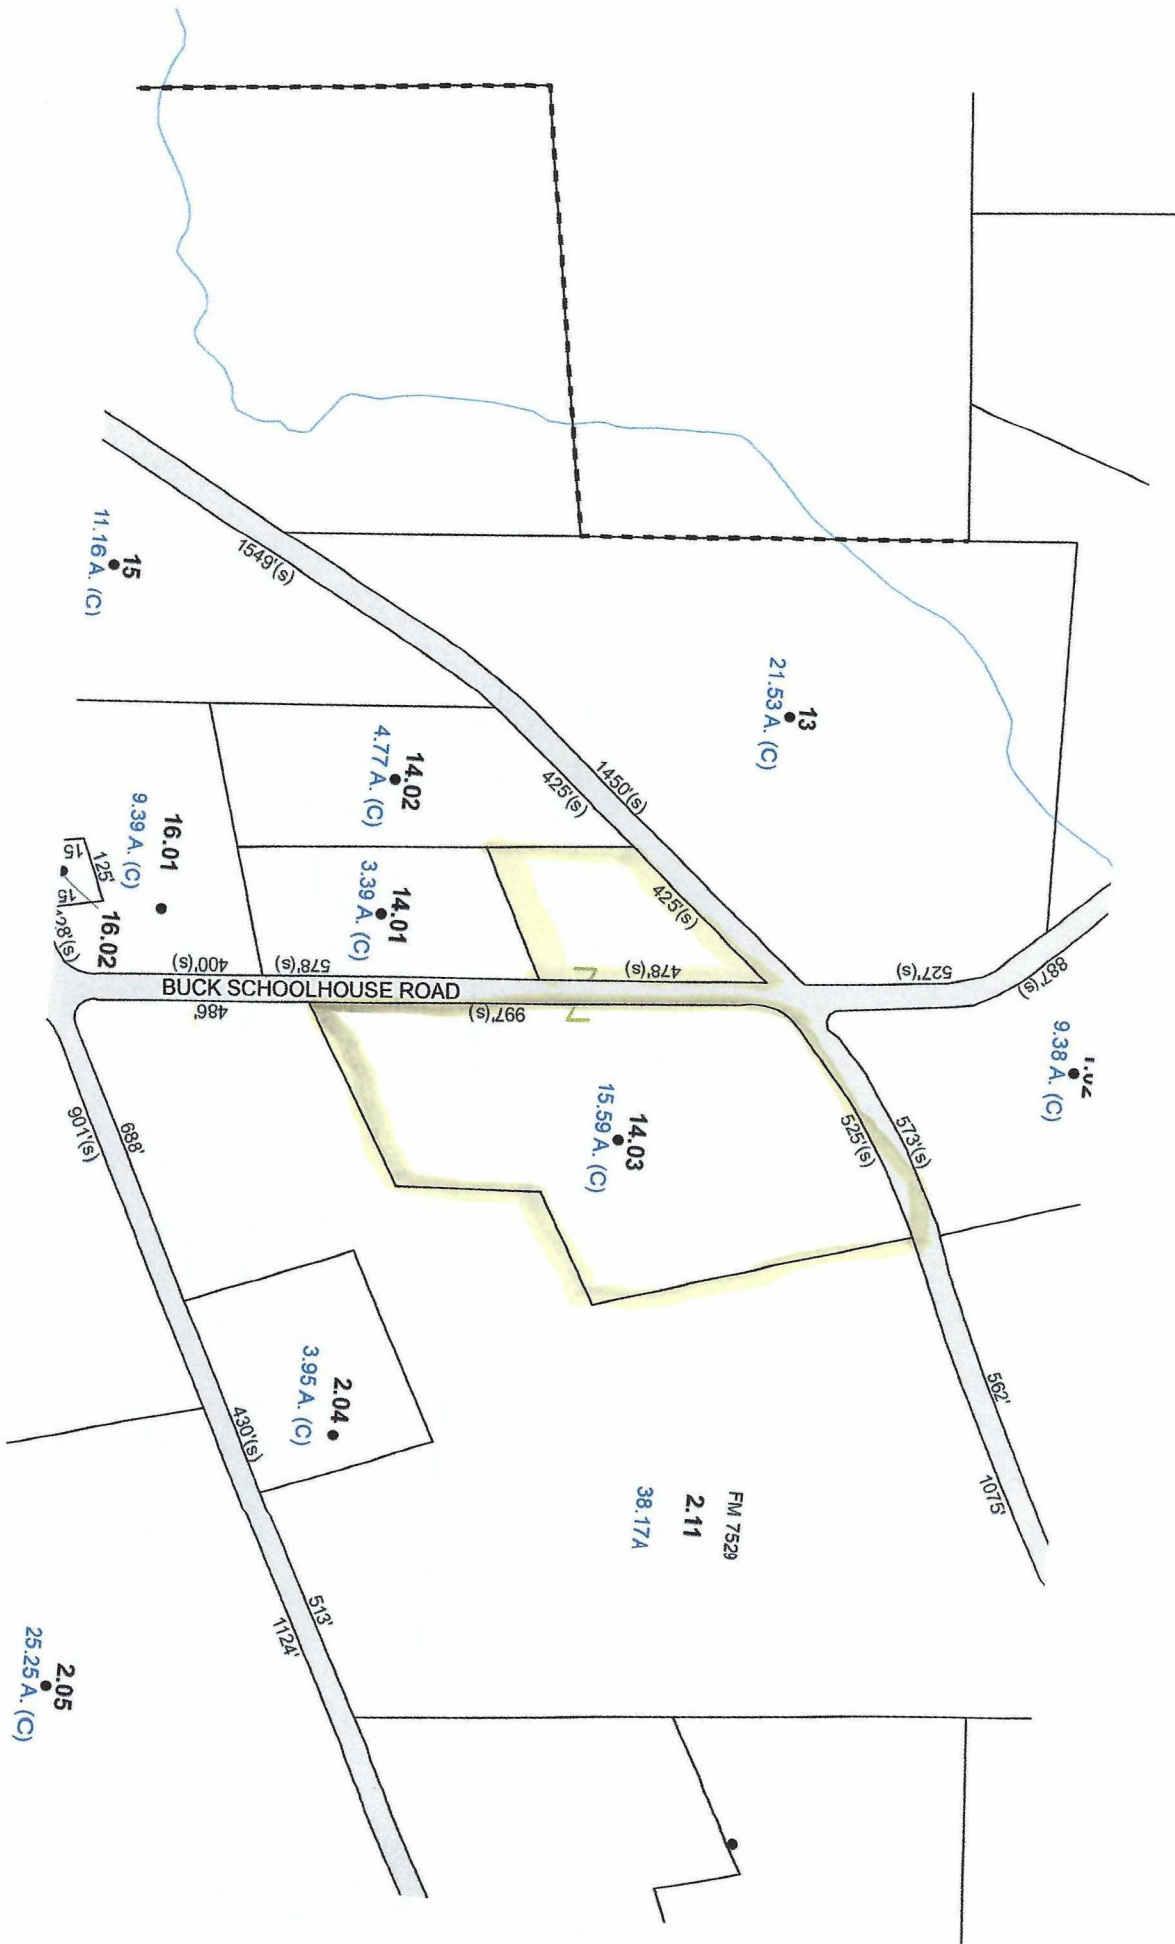 13
21.53 A. (C)
15
11.16 A. (C)
1549'(s)
1450'(s)
425'(s)
14.02
4.77 A. (C)
14.01
3.39 A. (C)
425'(s)
478'(s)
16.01
9.39 A. (C)
125'
16.02
400'(s)
578'(s)
BUCK SCHOOLHOUSE ROAD
486'
997'(s)
527'(s)
887'(s)
9.38 A. (C)
14.03
15.59 A. (C)
525'(s)
573'(s)
688'
901'(s)
2.04
3.95 A. (C)
430'(s)
562'
1075'
FM 7529
2.11
38.17A
513'
1124'
2.05
25.25 A. (C)